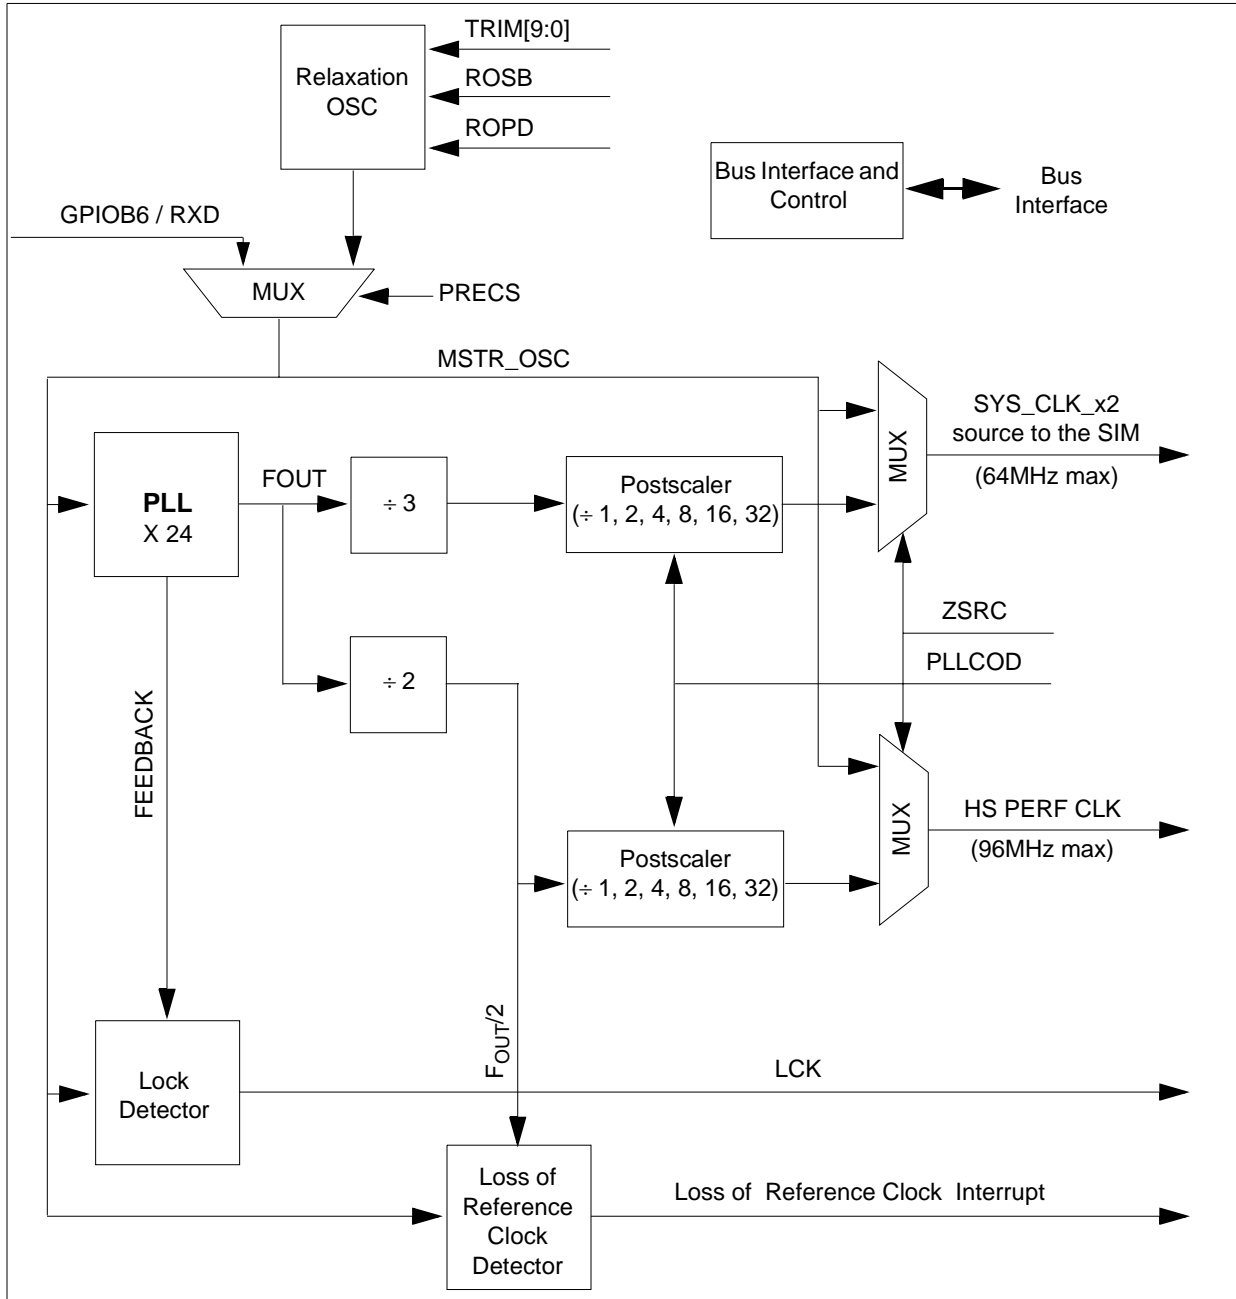 TRIM[9:0]
Relaxation
OSC
ROSB
ROPD
Bus Interface and
Control
Bus
Interface
GPIOB6 / RXD
MUX
PRECS
MSTR_OSC
MUX
SYS_CLK_x2
source to the SIM
(64MHz max)
PLL
X 24
FOUT
÷ 3
Postscaler
(÷ 1, 2, 4, 8, 16, 32)
ZSRC
PLLCOD
÷ 2
FEEDBACK
MUX
HS PERF CLK
(96MHz max)
Postscaler
(÷ 1, 2, 4, 8, 16, 32)
FOUT/2
Lock
Detector
LCK
Loss of
Reference
Clock
Detector
Loss of Reference Clock Interrupt